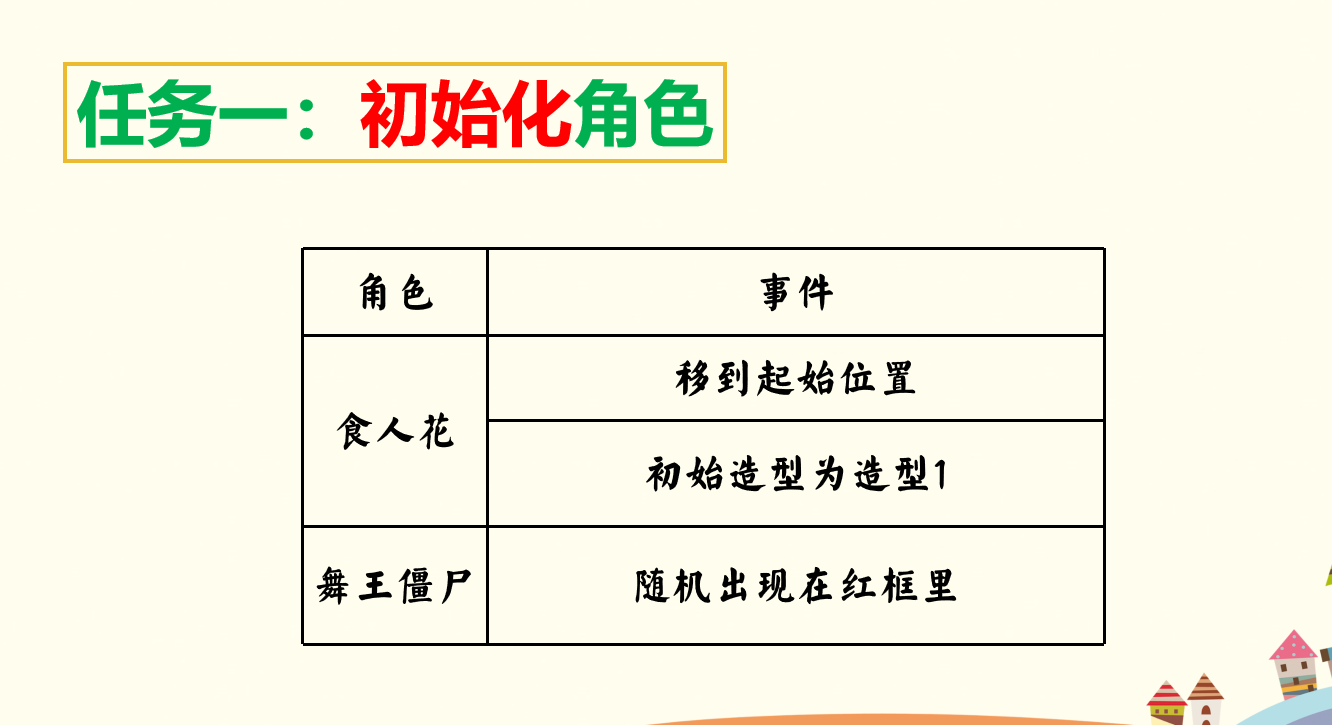 任务一：初始化角色
角色 事件
移到起始位置
食人花
初始造型为造型1
舞王僵尸 随机出现在红框里